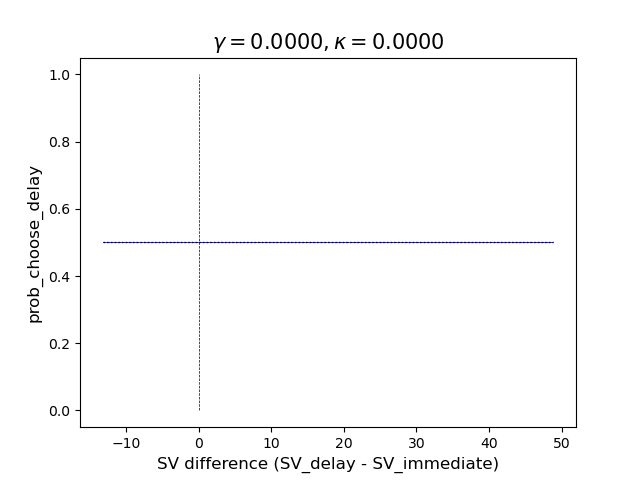 γ = 0.0000, κ = 0.0000
1.0
0.8
0.6
0.4
0.2
0.0
prob_choose_delay
−10 0 10 20 30 40 50
SV difference (SV_delay - SV_immediate)